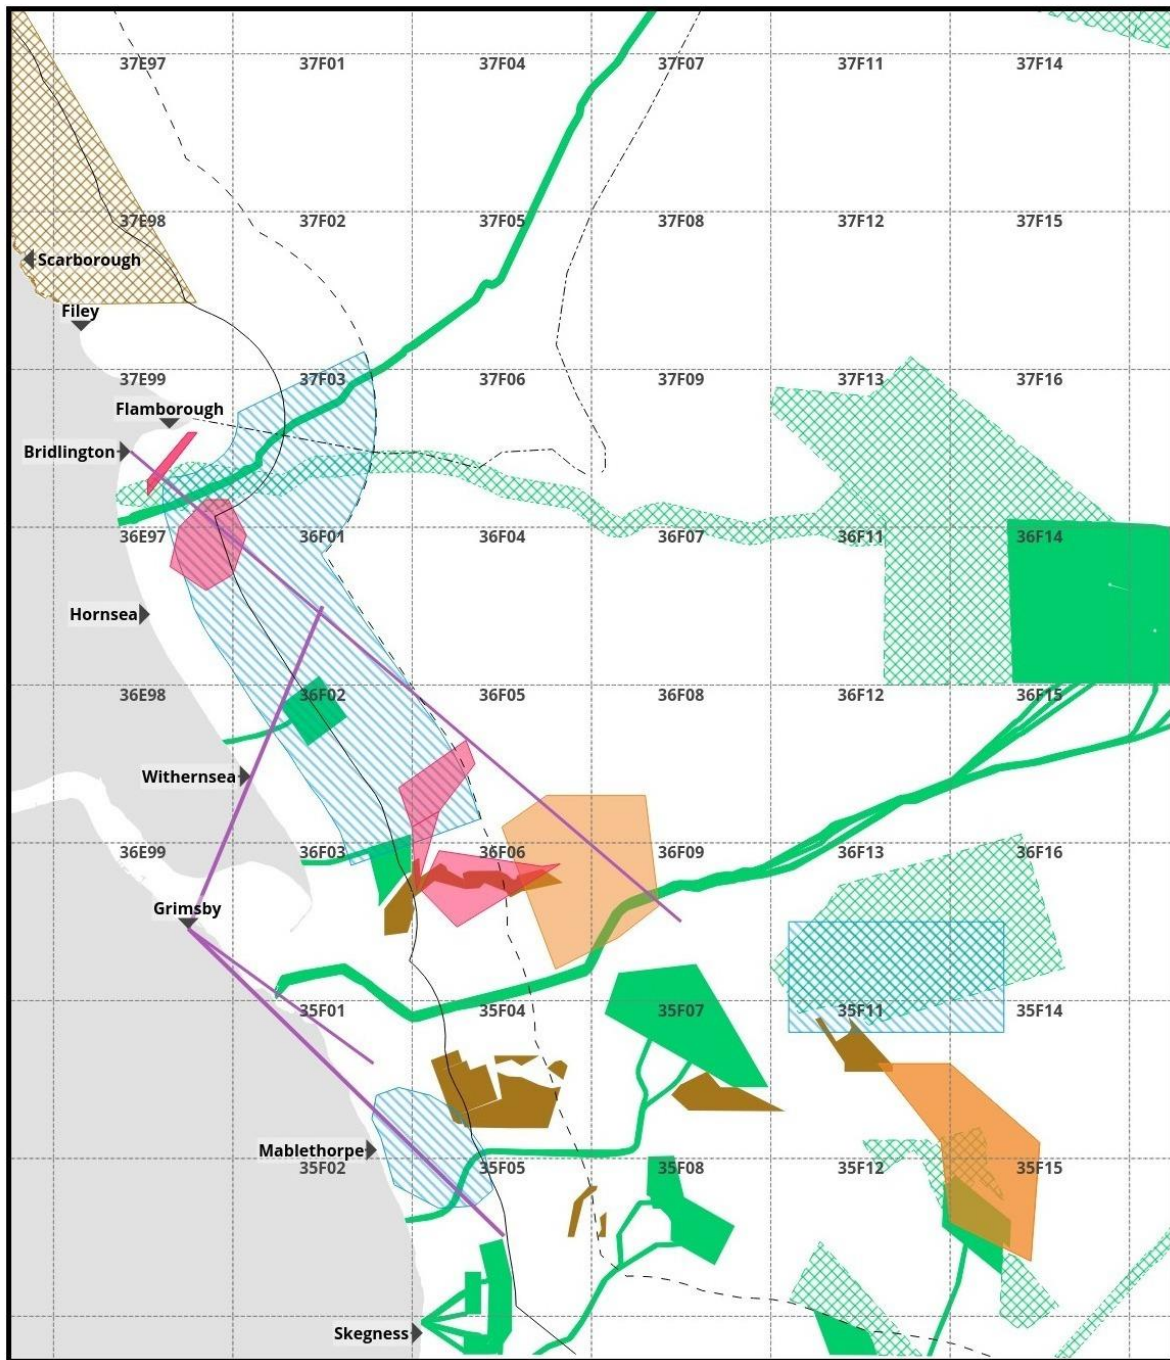 37E97 37F01 37F04 37F07 37F11 37F14
37E98 37F02 37F05 37F08 37F12 37F15
Scarborough
Filey
37E99 37F03 37F06 37F09 37F13 37F16
Flamborough
Bridlington
36E97 36F01 36F04 36F07 36F11 36F14
Hornsea
36E98 36F02 36F05 36F08 36F12 36F15
Withernsea
36E99 36F03 36F06 36F09 36F13 36F16
Grimsby
35F01 35F04 35F07 35F11 35F14
Mablethorpe
35F02 35F05 35F08 35F12 35F15
Skegness